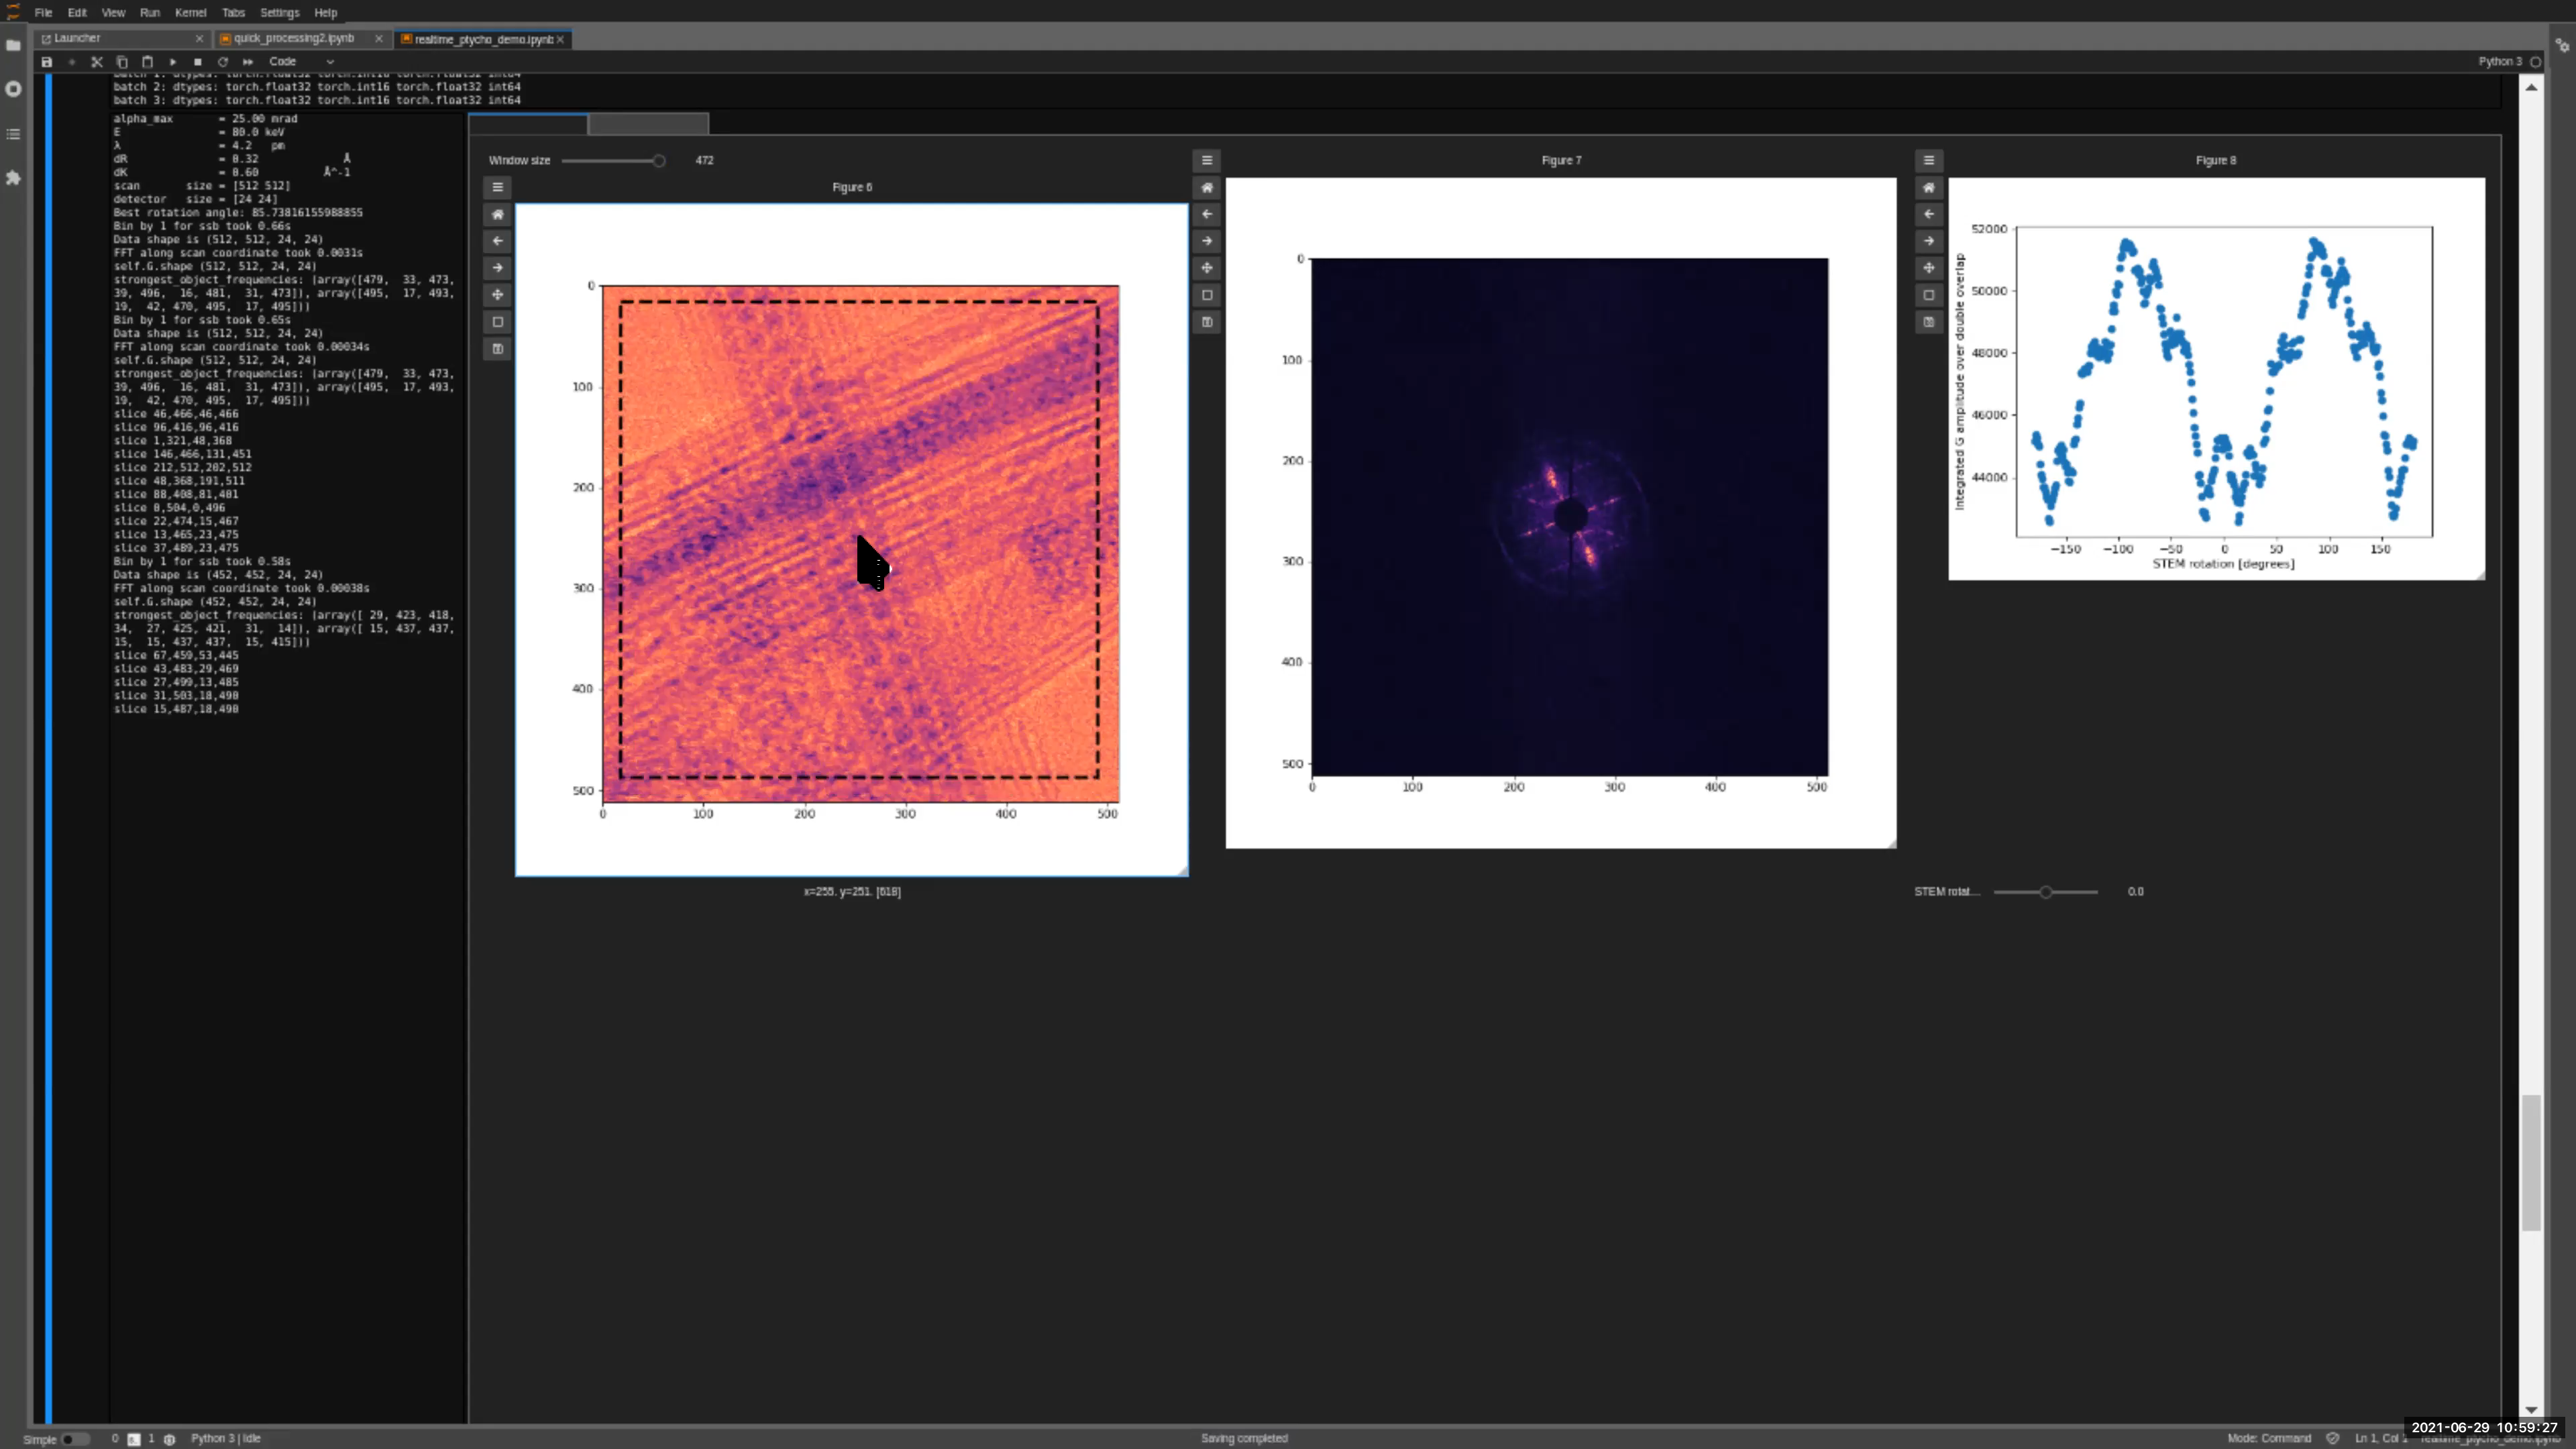 File Edit View Run Kernel Tabs Settings Help
Launcher quick_processing2.ipynb realtime_ptycho_demo.ipynb
Code Python 3
batch 2: dtypes: torch.float32 torch.int16 torch.float32 int64
batch 3: dtypes: torch.float32 torch.int16 torch.float32 int64
alpha_max = 25.00 mrad
E = 80.0 keV
λ = 4.2 pm
dR = 0.32 Å
dK = 0.60 Å^-1
scan size = [512 512]
detector size = [24 24]
Best rotation angle: 85.73816155988855
Bin by 1 for ssb took 0.66s
Data shape is (512, 512, 24, 24)
FFT along scan coordinate took 0.0031s
self.G.shape (512, 512, 24, 24)
strongest_object_frequencies: (array([479, 33, 473,
39, 496, 16, 481, 31, 473]), array([495, 17, 493,
19, 42, 470, 495, 17, 495]))
Bin by 1 for ssb took 0.65s
Data shape is (512, 512, 24, 24)
FFT along scan coordinate took 0.00034s
self.G.shape (512, 512, 24, 24)
strongest_object_frequencies: (array([479, 33, 473,
39, 496, 16, 481, 31, 473]), array([495, 17, 493,
19, 42, 470, 495, 17, 495]))
slice 46,466,46,466
slice 96,416,96,416
slice 1,321,48,368
slice 146,466,131,451
slice 212,512,202,512
slice 48,368,191,511
slice 88,408,81,401
slice 8,504,0,496
slice 22,474,15,467
slice 13,465,23,475
slice 37,489,23,475
Bin by 1 for ssb took 0.58s
Data shape is (452, 452, 24, 24)
FFT along scan coordinate took 0.00038s
self.G.shape (452, 452, 24, 24)
strongest_object_frequencies: (array([ 29, 423, 418,
34, 27, 425, 421, 31, 14]), array([ 15, 437, 437,
15, 15, 437, 437, 15, 415]))
slice 67,459,53,445
slice 43,483,29,469
slice 27,499,13,485
slice 31,503,18,490
slice 15,487,18,490
Window size 472
Figure 6
0
100
200
300
400
500
0 100 200 300 400 500
x=255. y=251. [618]
Figure 7
0
100
200
300
400
500
0 100 200 300 400 500
Figure 8
Integrated G amplitude over double overlap
52000
50000
48000
46000
44000
−150 −100 −50 0 50 100 150
STEM rotation [degrees]
STEM rotat... 0.0
2021-06-29 10:59:27
Simple 0 1 Python 3 | Idle Saving completed Mode: Command Ln 1, Col